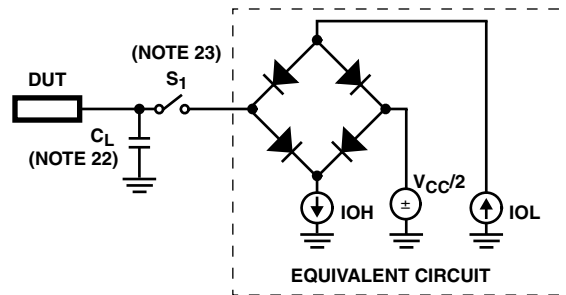 (NOTE 23)
DUT
S1
CL
(NOTE 22)
VCC/2
±
IOH
IOL
EQUIVALENT CIRCUIT